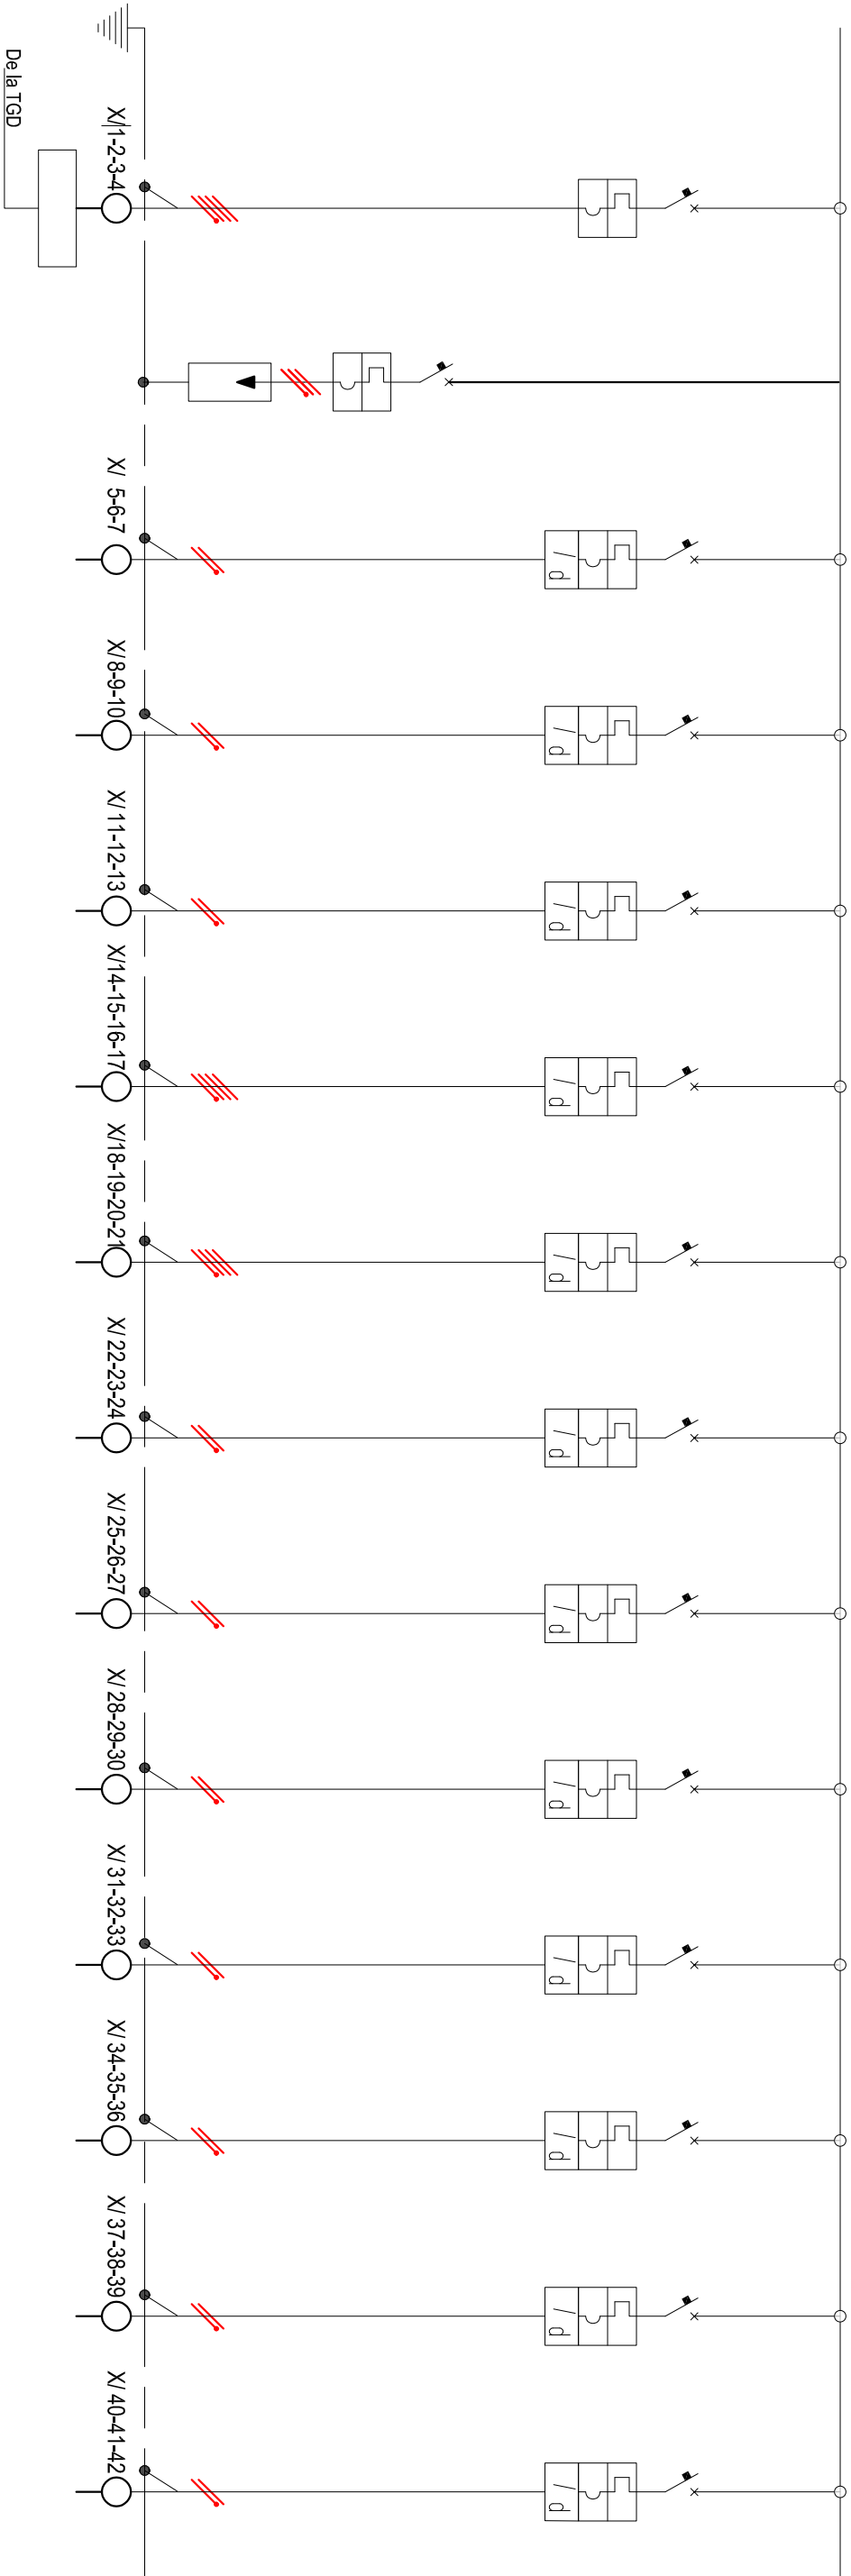 De la TGD
X/1-2-3-4
X/ 5-6-7
X/8-9-10
X/ 11-12-13
X/14-15-16-17
X/18-19-20-21
X/ 22-23-24
X/ 25-26-27
X/ 28-29-30
X/ 31-32-33
X/ 34-35-36
X/ 37-38-39
X/ 40-41-42